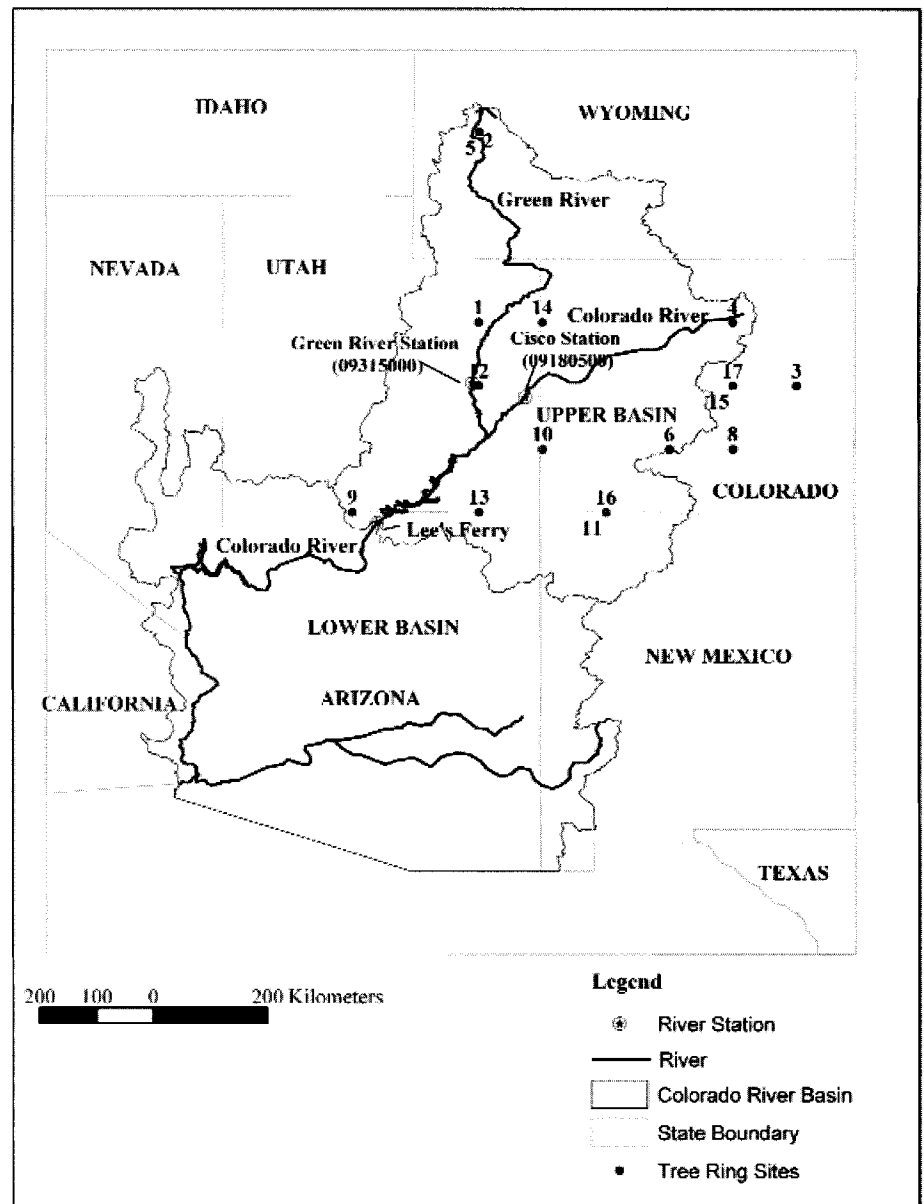 IDAHO
WYOMING
5 2
Green River
NEVADA
UTAH
1
14
Colorado River
4
Green River Station
(09315000)
Cisco Station
(09180500)
12
17
3
15
UPPER BASIN
10
6
8
COLORADO
9
13
16
11
Lee's Ferry
Colorado River
LOWER BASIN
NEW MEXICO
CALIFORNIA
ARIZONA
TEXAS
200 100 0 200 Kilometers
Legend
River Station
River
Colorado River Basin
State Boundary
Tree Ring Sites